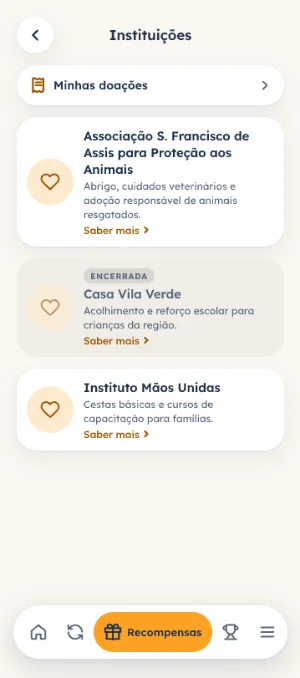 Instituições
Minhas doações
Associação S. Francisco de
Assis para Proteção aos
Animais
Abrigo, cuidados veterinários e
adoção responsável de animais
resgatados.
Saber mais
ENCERRADA
Casa Vila Verde
Acolhimento e reforço escolar para
crianças da região.
Saber mais
Instituto Mãos Unidas
Cestas básicas e cursos de
capacitação para famílias.
Saber mais
Recompensas